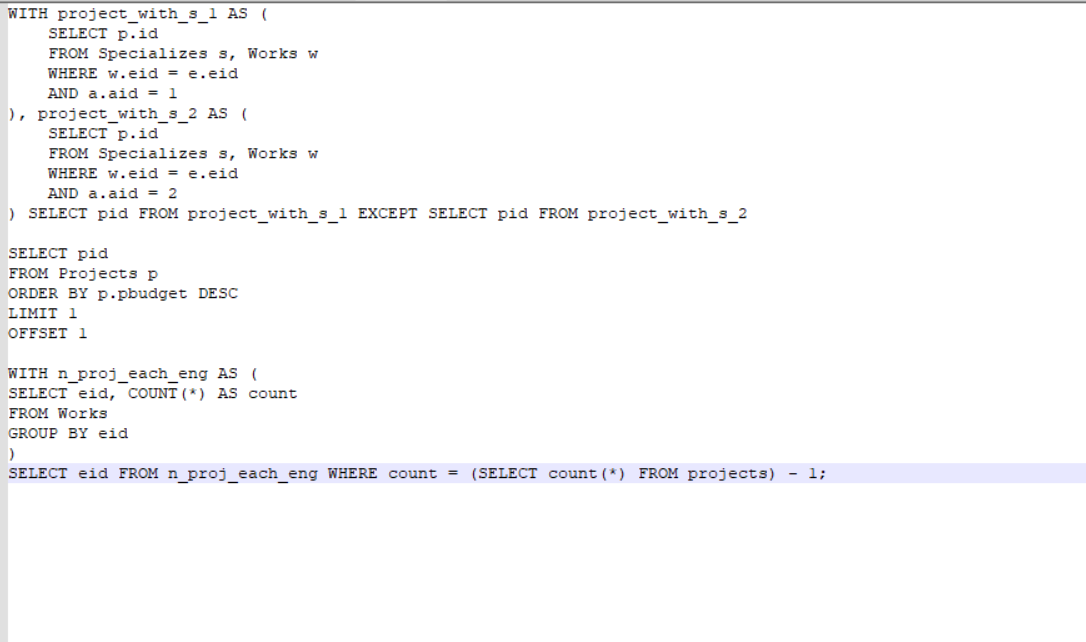 WITH project_with_s_1 AS (
    SELECT p.id
    FROM Specializes s, Works w
    WHERE w.eid = e.eid
    AND a.aid = 1
), project_with_s_2 AS (
    SELECT p.id
    FROM Specializes s, Works w
    WHERE w.eid = e.eid
    AND a.aid = 2
) SELECT pid FROM project_with_s_1 EXCEPT SELECT pid FROM project_with_s_2

SELECT pid
FROM Projects p
ORDER BY p.pbudget DESC
LIMIT 1
OFFSET 1

WITH n_proj_each_eng AS (
SELECT eid, COUNT(*) AS count
FROM Works
GROUP BY eid
)
SELECT eid FROM n_proj_each_eng WHERE count = (SELECT count(*) FROM projects) - 1;